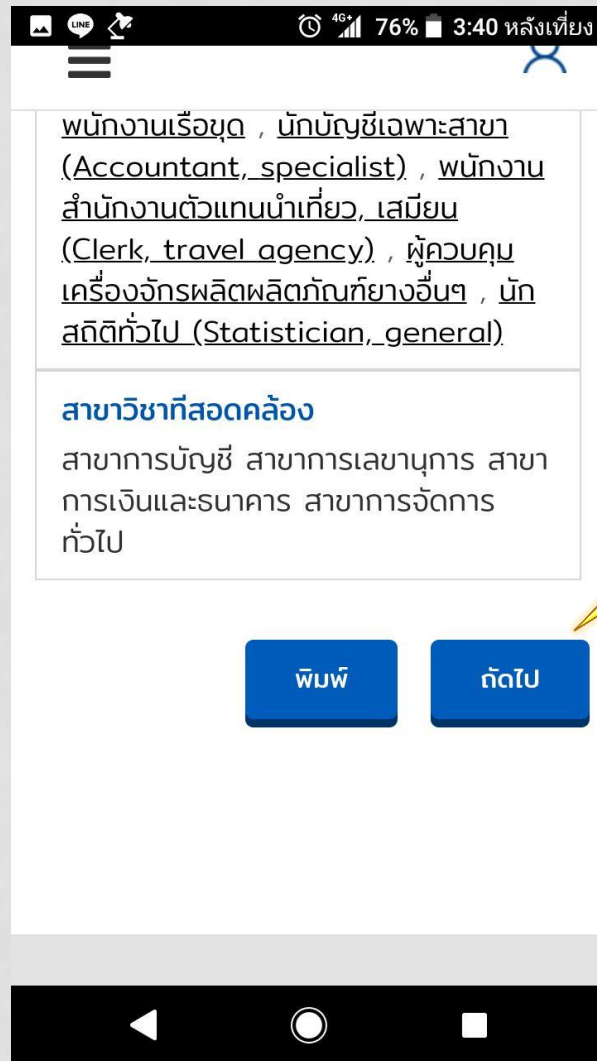 LINE 4G+ 76% 3:40 หลังเที่ยง
พนักงานเรือขุด , นักบัญชีเฉพาะสาขา
(Accountant, specialist) , พนักงาน
สำนักงานตัวแทนนำเที่ยว, เสมียน
(Clerk, travel agency) , ผู้ควบคุม
เครื่องจักรผลิตผลิตภัณฑ์ยางอื่นๆ , นัก
สถิติทั่วไป (Statistician, general)
สาขาวิชาที่สอดคล้อง
สาขาการบัญชี สาขาการเลขานุการ สาขา
การเงินและธนาคาร สาขาการจัดการ
ทั่วไป
พิมพ์ ถัดไป